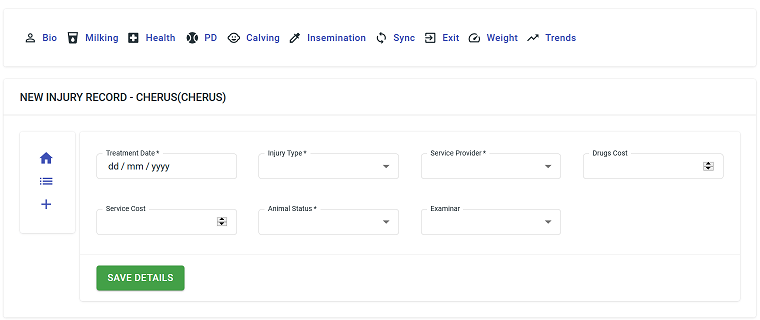 Bio Milking Health PD Calving Insemination Sync Exit Weight Trends
NEW INJURY RECORD - CHERUS(CHERUS)
Treatment Date * Injury Type * Service Provider * Drugs Cost
dd / mm / yyyy
Service Cost Animal Status * Examinar
SAVE DETAILS